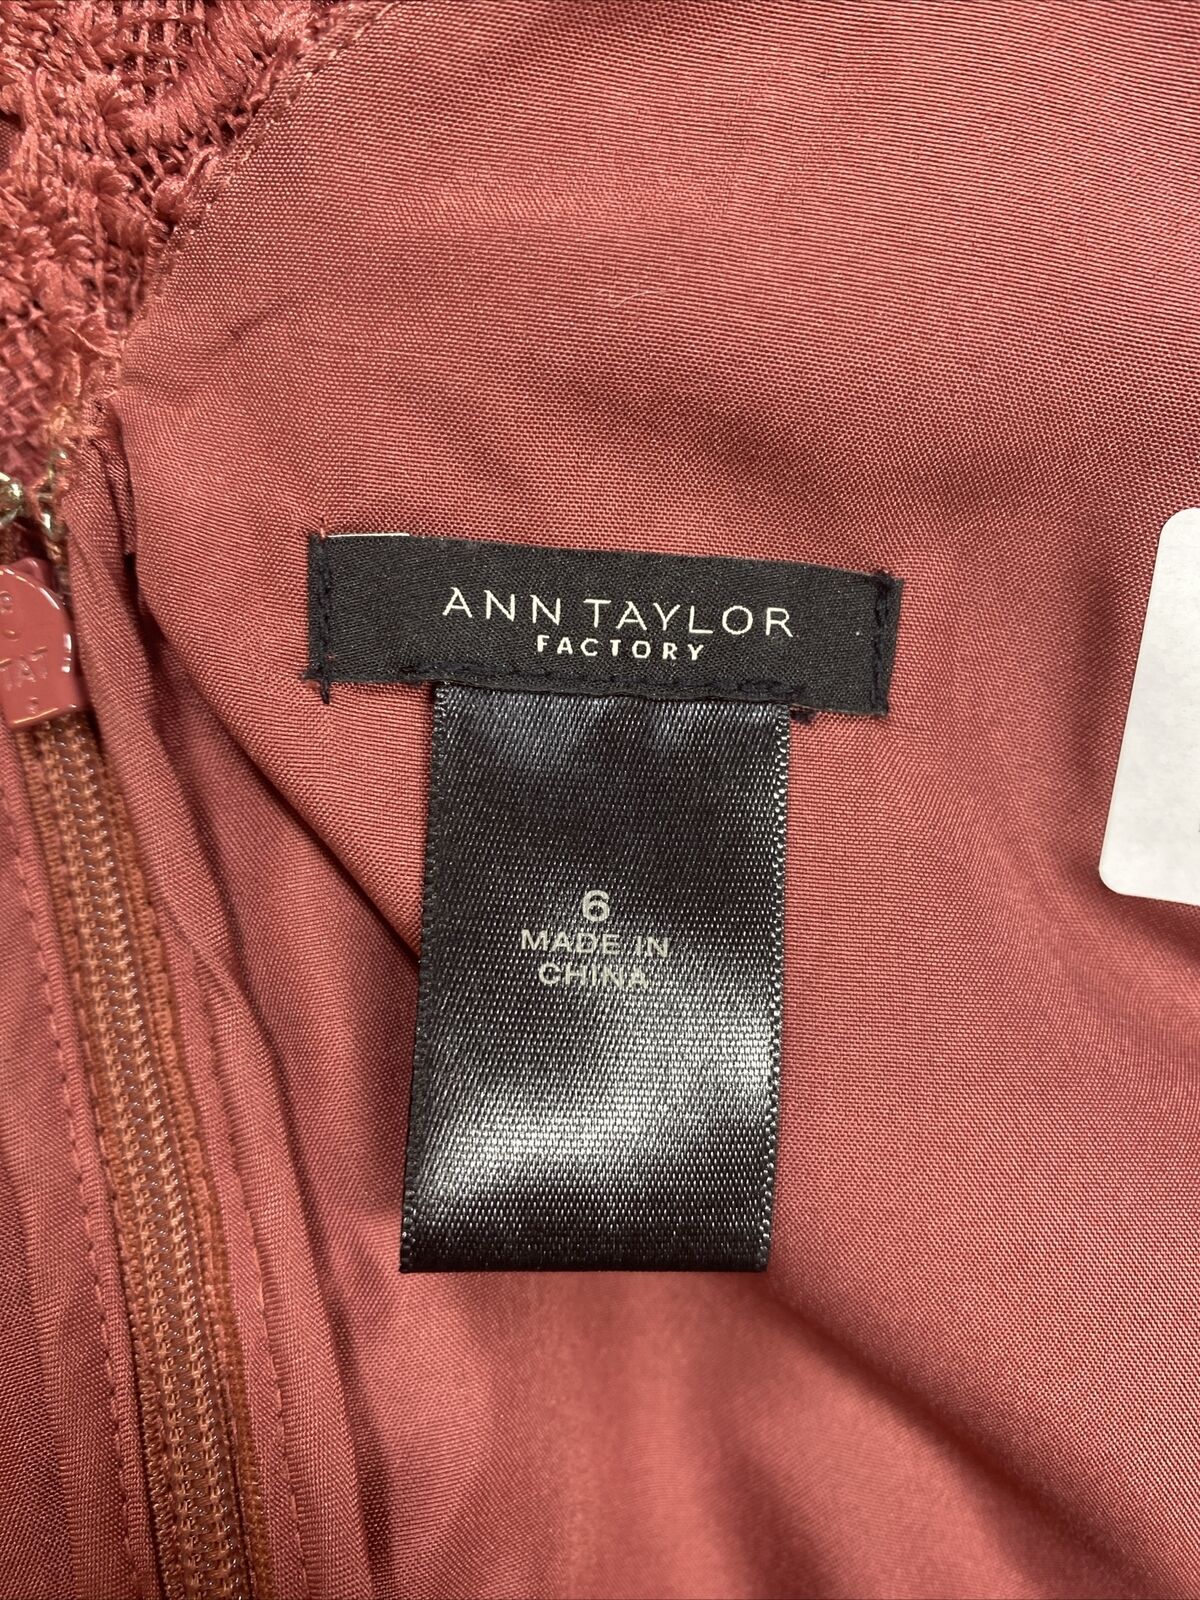 ANN TAYLOR
FACTORY
6
MADE IN
CHINA